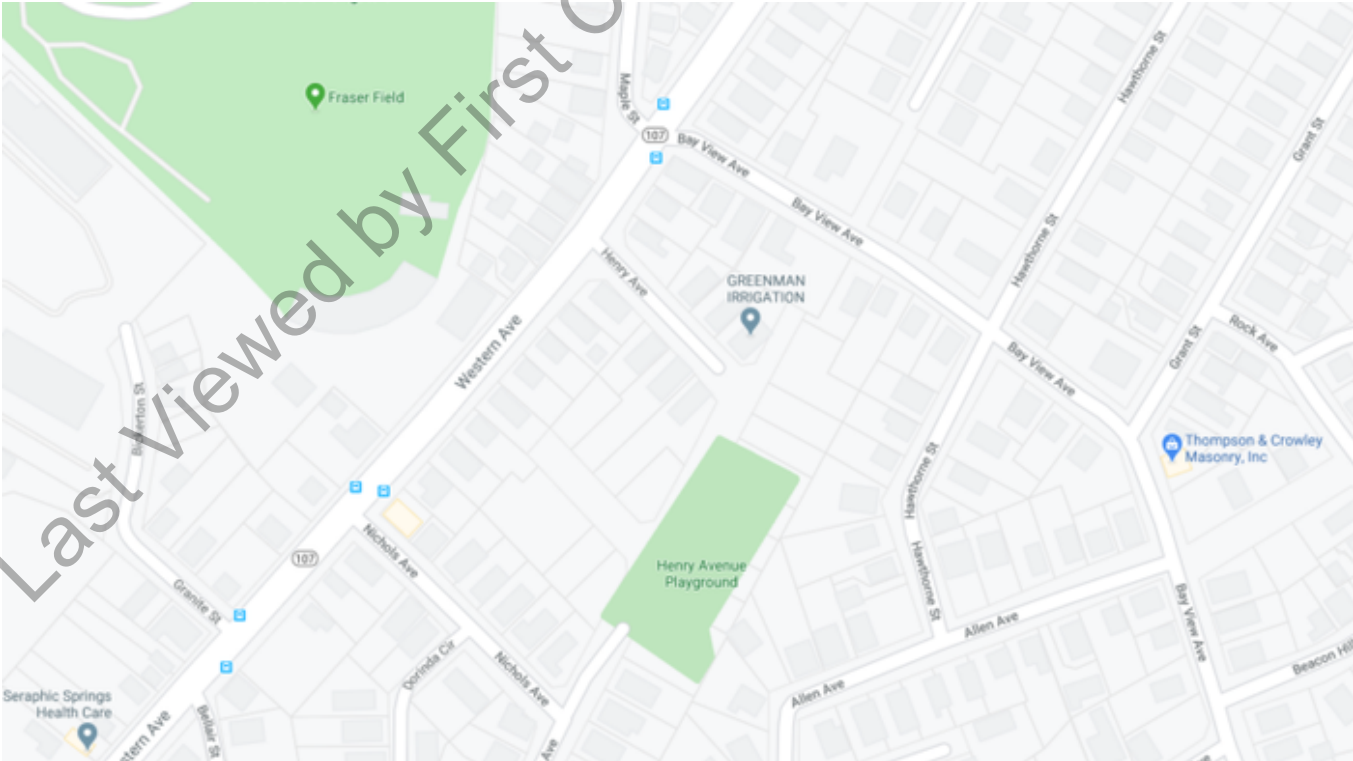 Last Viewed by First O
Fraser Field
Maple St
107
Bay View Ave
Bay View Ave
Hawthorne St
Grant St
Hawthorne St
Henry Ave
GREENMAN
IRRIGATION
Western Ave
Rock Ave
Grant St
Bay View Ave
Thompson & Crowley
Masonry, Inc
Hawthorne St
107
Nichols Ave
Henry Avenue
Playground
Hawthorne St
Granite St
Allen Ave
Bay View Ave
Beacon Hill
Dorinda Cir
Nichols Ave
Allen Ave
Seraphic Springs
Health Care
Bellair St
stern Ave
Ave